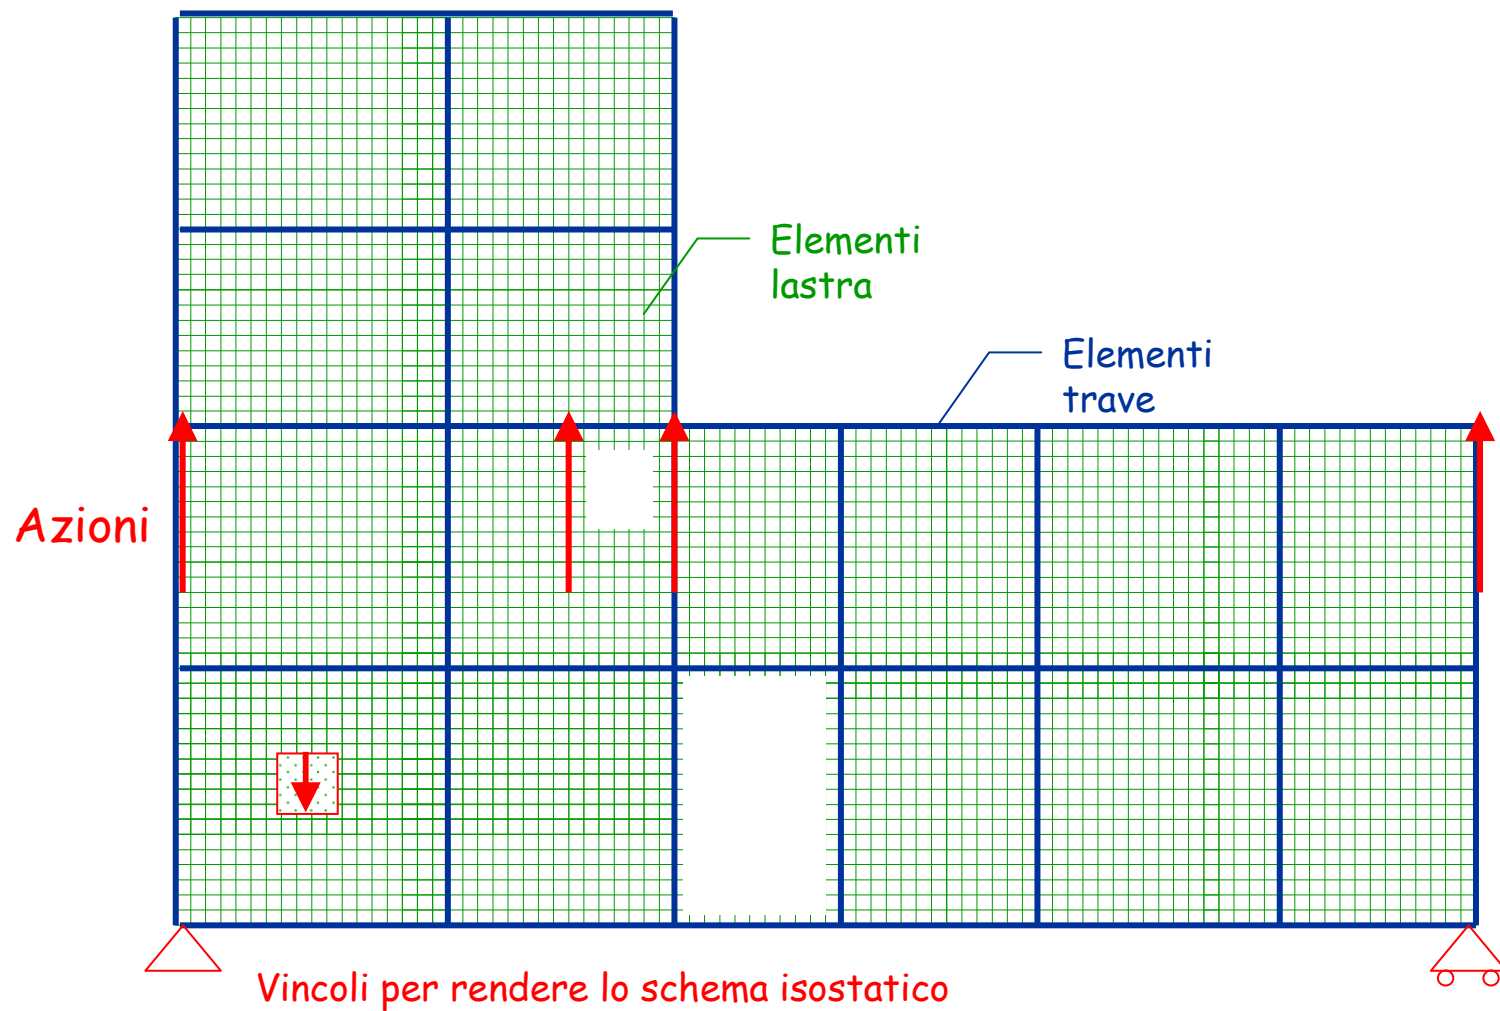 Elementi
lastra
Elementi
trave
Azioni
Vincoli per rendere lo schema isostatico